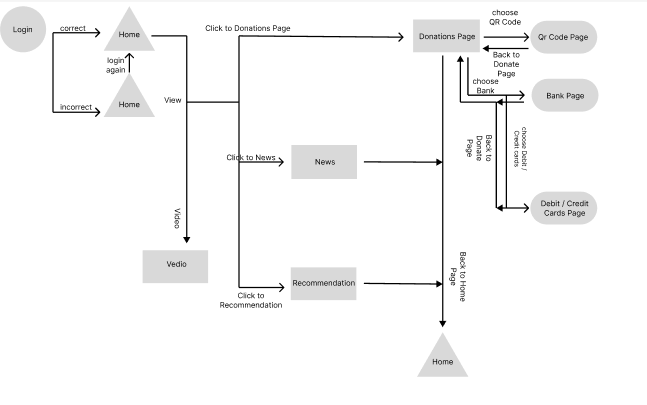 Login
correct
Home
login
again
incorrect
Home
View
Video
Vedio
Click to Donations Page
Click to News
News
Click to
Recommendation
Recommendation
Donations Page
choose
QR Code
Qr Code Page
Back to
Donate
Page
choose
Bank
Bank Page
Back to
Donate
Page
choose Debit /
Credit cards
Debit / Credit
Cards Page
Back to Home
Page
Home